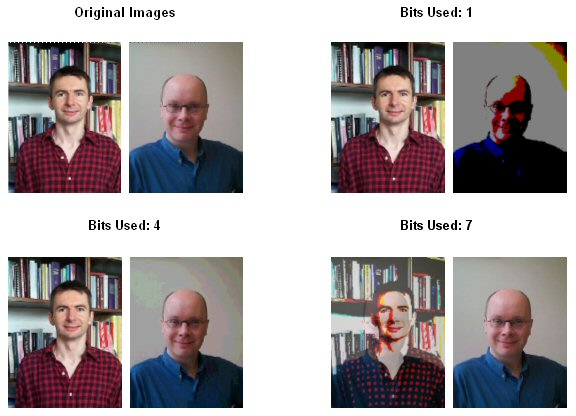 Original Images
Bits Used: 1
Bits Used: 4
Bits Used: 7